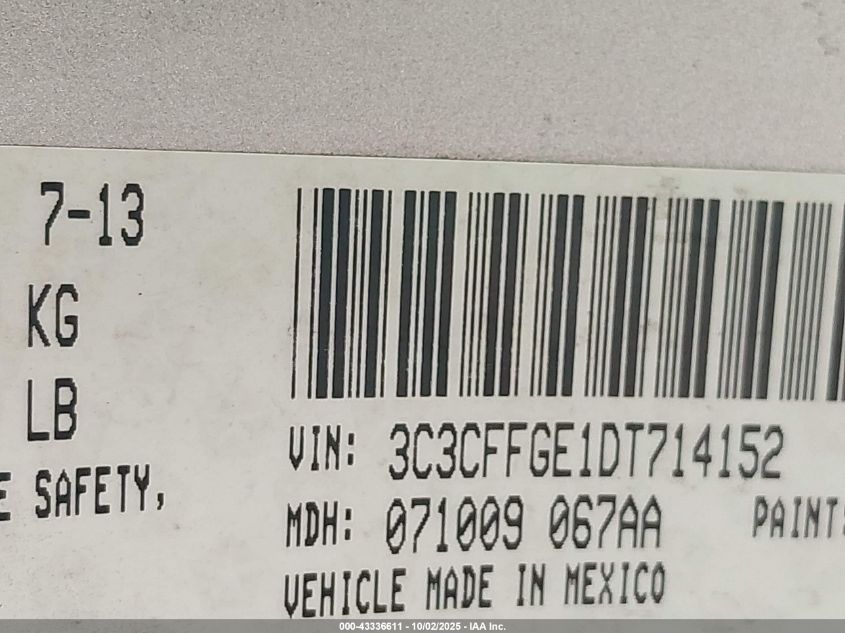 7-13
KG
LB
E SAFETY,
VIN: 3C3CFFGE1DT714152
MDH: 071009 067AA
PAINT
VEHICLE MADE IN MEXICO
000-43336611 - 10/02/2025 - IAA Inc.